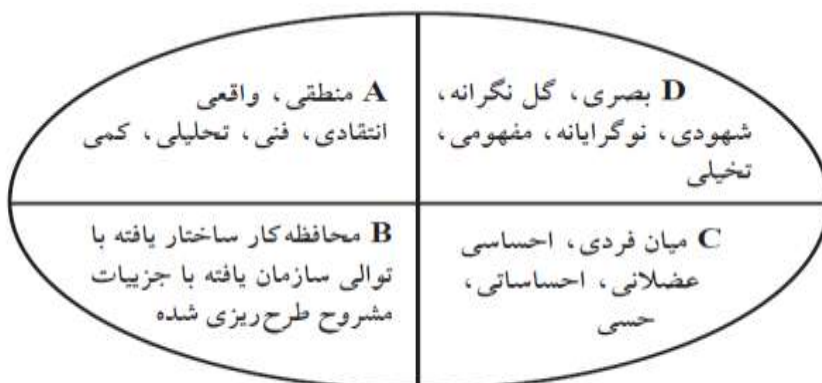 A منطقی، واقعی
انتقادی، فنی، تحلیلی، کمی
D بصری، گل نگرانه،
شهودی، نوگرایانه، مفهومی،
تخیلی
B محافظه‌کار ساختار یافته با
توالی سازمان یافته با جزییات
مشروح طرح‌ریزی شده
C میان فردی، احساسی
عضلانی، احساساتی،
حسی